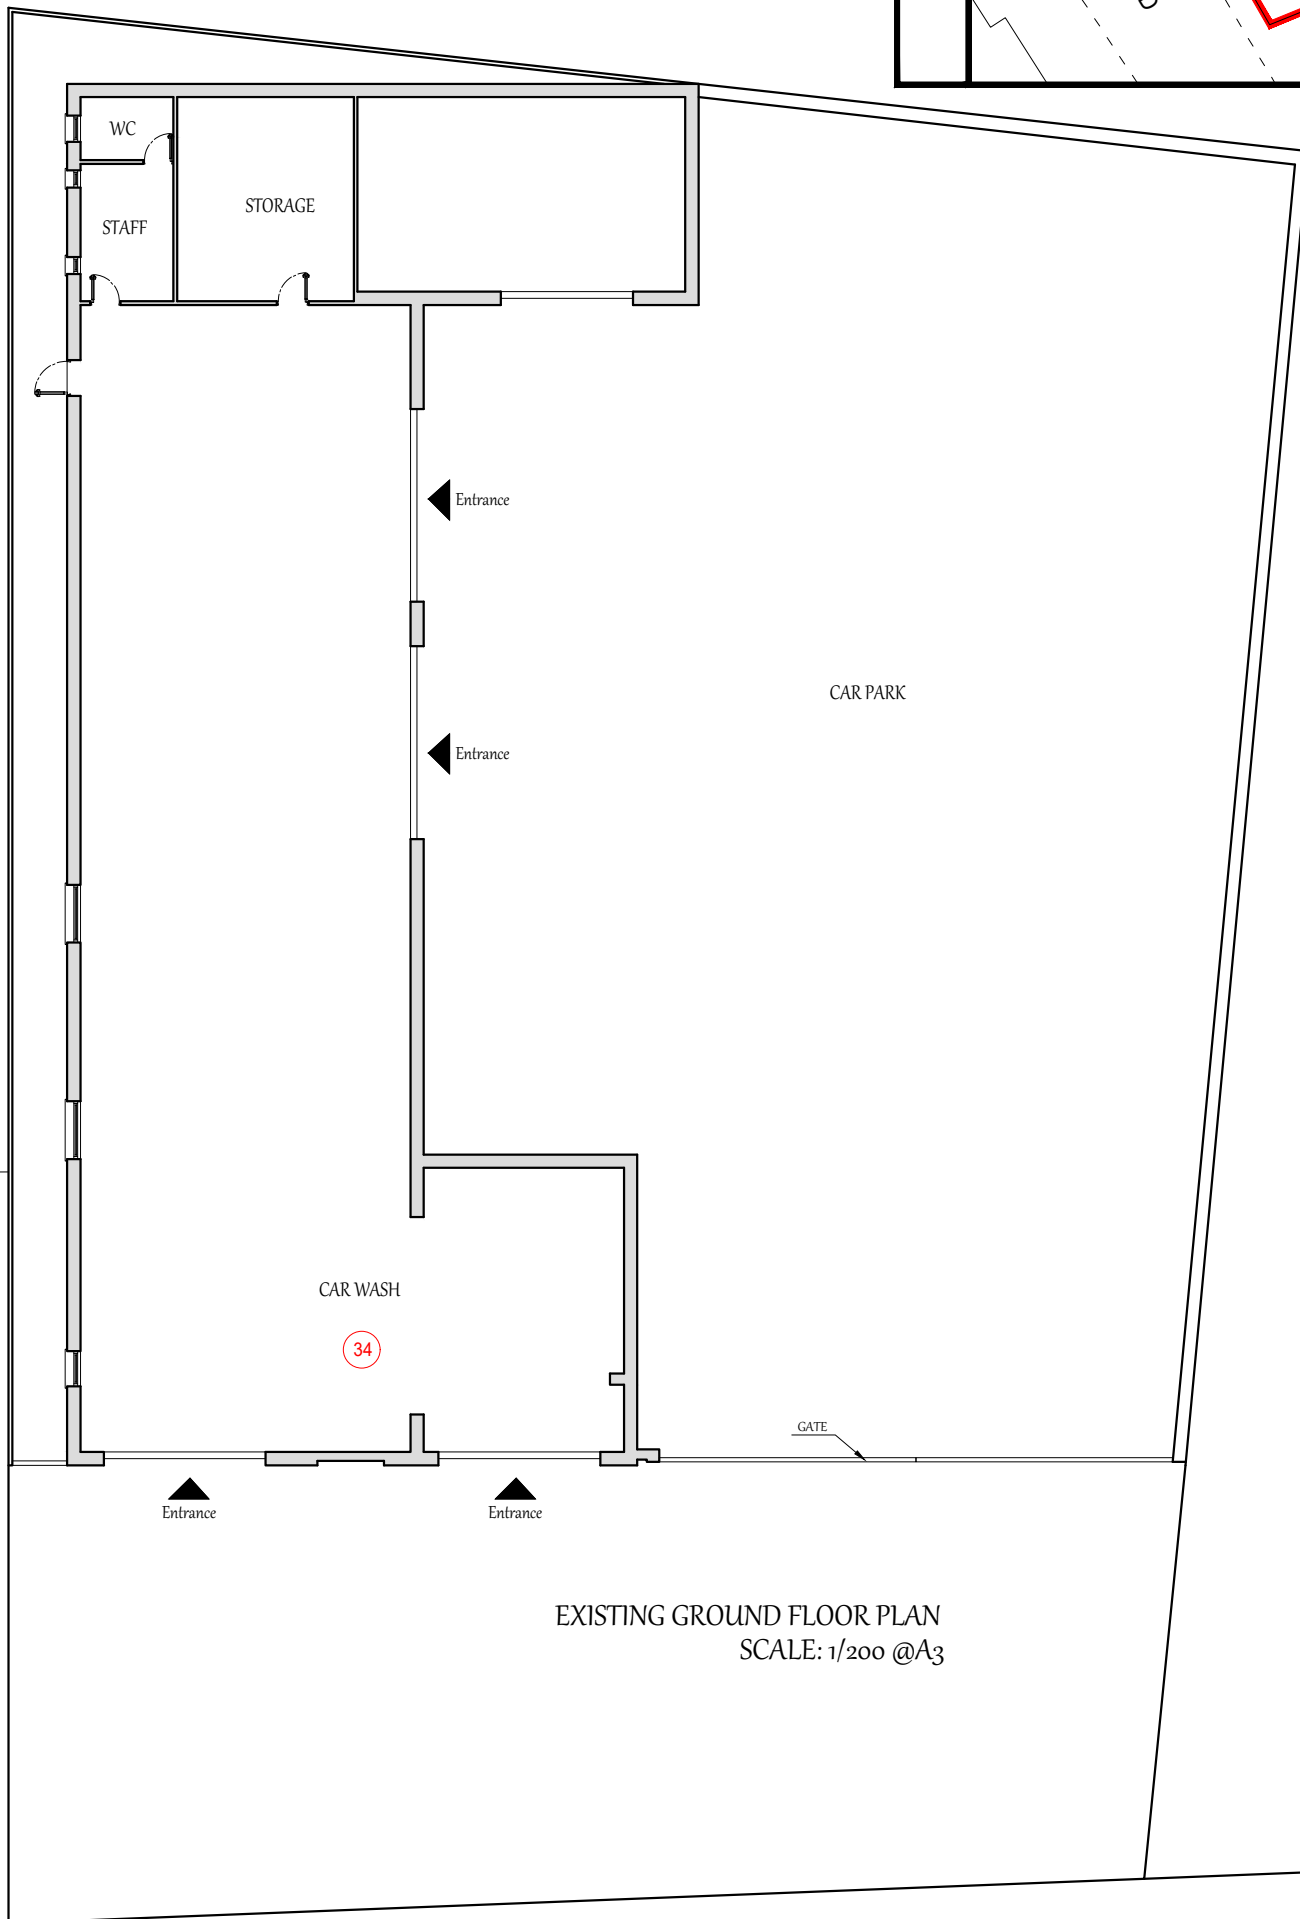 WC
STORAGE
STAFF
Entrance
CAR PARK
Entrance
CAR WASH
34
GATE
Entrance
Entrance
EXISTING GROUND FLOOR PLAN
SCALE: 1/200 @A3